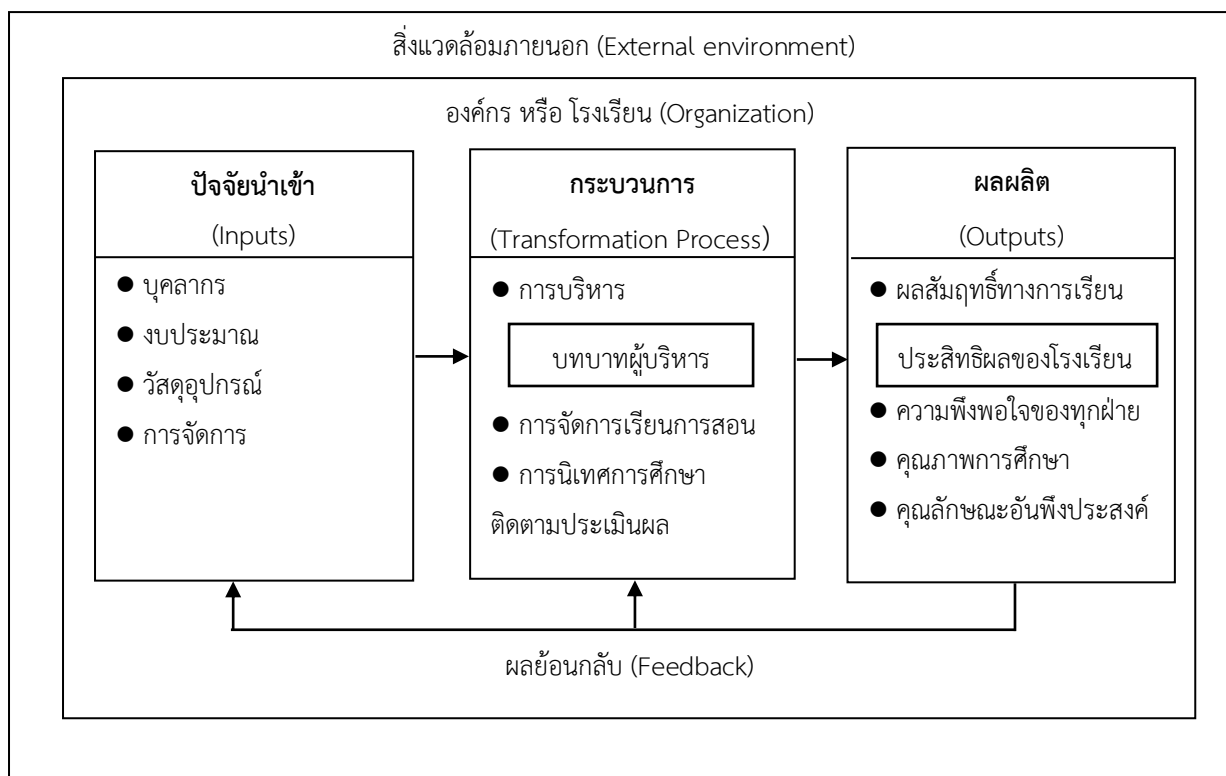 สิ่งแวดล้อมภายนอก (External environment)
องค์กร หรือ โรงเรียน (Organization)
ปัจจัยนำเข้า
(Inputs)
● บุคลากร
● งบประมาณ
● วัสดุอุปกรณ์
● การจัดการ
กระบวนการ
(Transformation Process)
● การบริหาร
บทบาทผู้บริหาร
● การจัดการเรียนการสอน
● การนิเทศการศึกษา
ติดตามประเมินผล
ผลผลิต
(Outputs)
● ผลสัมฤทธิ์ทางการเรียน
ประสิทธิผลของโรงเรียน
● ความพึงพอใจของทุกฝ่าย
● คุณภาพการศึกษา
● คุณลักษณะอันพึงประสงค์
ผลย้อนกลับ (Feedback)